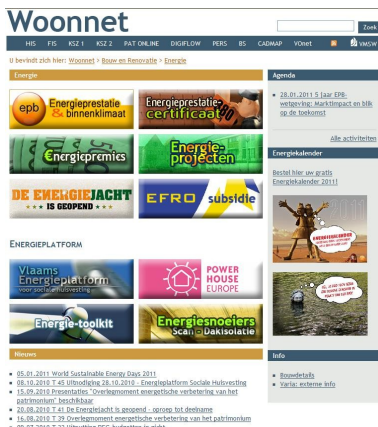 Woonnet
Zoek
HIS FIS KSZ 1 KSZ 2 PAT ONLINE DIGIFLOW PERS BS CADMAP VOnet VMSW
U bevindt zich hier: Woonnet > Bouw en Renovatie > Energie
Energie
epb Energieprestatie & binnenklimaat
Energieprestatie-
certificaat
€nergiepremies
Energie-
projecten
DE ENERGIEJACHT
IS GEOPEND
EFRO subsidie
ENERGIEPLATFORM
Vlaams
Energieplatform
voor sociale huisvesting
POWER
HOUSE
EUROPE
Energie-toolkit
Energiesnoeiers
Scan - Dakisolatie
Nieuws
05.01.2011 World Sustainable Energy Days 2011
08.10.2010 T 45 Uitnodiging 28.10.2010 - Energieplatform Sociale Huisvesting
15.09.2010 Presentaties "Overlegmoment energetische verbetering van het
patrimonium" beschikbaar
20.08.2010 T 41 De Energiejacht is geopend - oproep tot deelname
16.08.2010 T 39 Overlegmoment energetische verbetering van het patrimonium
Agenda
28.01.2011 5 Jaar EPB-
wetgeving: Marktimpact en blik
op de toekomst
Alle activiteiten
Energiekalender
Bestel hier uw gratis
Energiekalender 2011!
ENERGIEKALENDER
Info
Bouwdetails
Varia: externe info